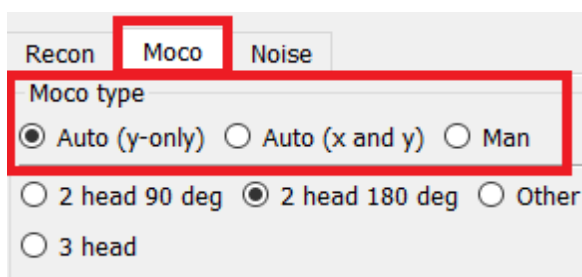 Recon Moco Noise
Moco type
Auto (y-only) Auto (x and y) Man
2 head 90 deg 2 head 180 deg Other
3 head